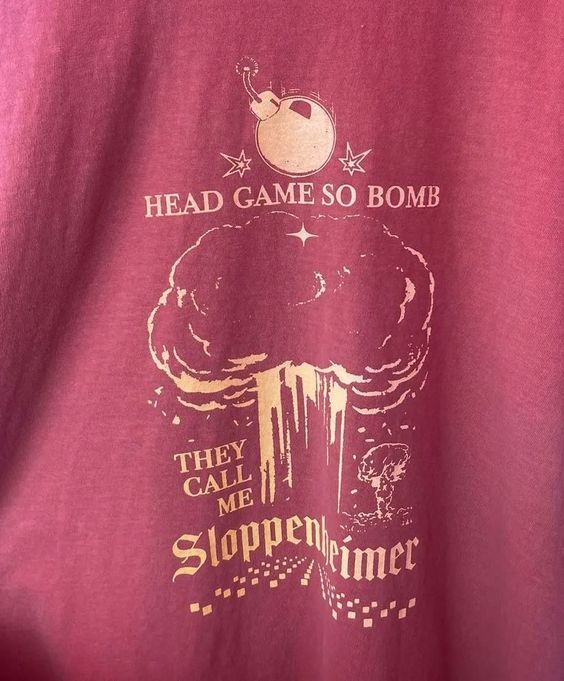 HEAD GAME SO BOMB
THEY
CALL
ME
Sloppenheimer